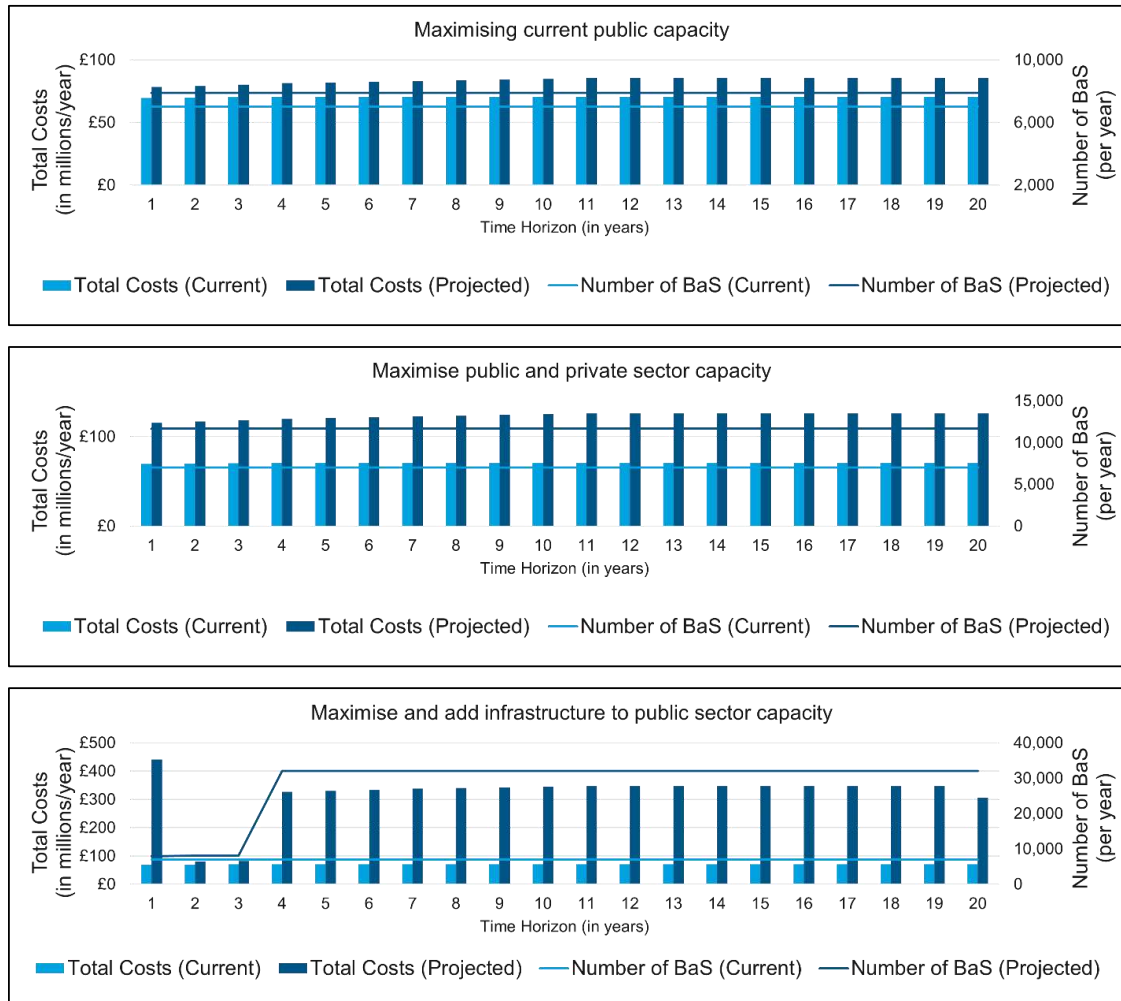 Maximising current public capacity
Total Costs
(in millions/year)
£100
£50
£0
10,000
6,000
2,000
Number of BaS
(per year)
1 2 3 4 5 6 7 8 9 10 11 12 13 14 15 16 17 18 19 20
Time Horizon (in years)
Total Costs (Current) Total Costs (Projected) Number of BaS (Current) Number of BaS (Projected)
Maximise public and private sector capacity
Total Costs
(in millions/year)
£100
£0
15,000
10,000
5,000
0
Number of BaS
(per year)
1 2 3 4 5 6 7 8 9 10 11 12 13 14 15 16 17 18 19 20
Time Horizon (in years)
Total Costs (Current) Total Costs (Projected) Number of BaS (Current) Number of BaS (Projected)
Maximise and add infrastructure to public sector capacity
Total Costs
(in millions/year)
£500
£400
£300
£200
£100
£0
40,000
30,000
20,000
10,000
0
Number of BaS
(per year)
1 2 3 4 5 6 7 8 9 10 11 12 13 14 15 16 17 18 19 20
Time Horizon (in years)
Total Costs (Current) Total Costs (Projected) Number of BaS (Current) Number of BaS (Projected)